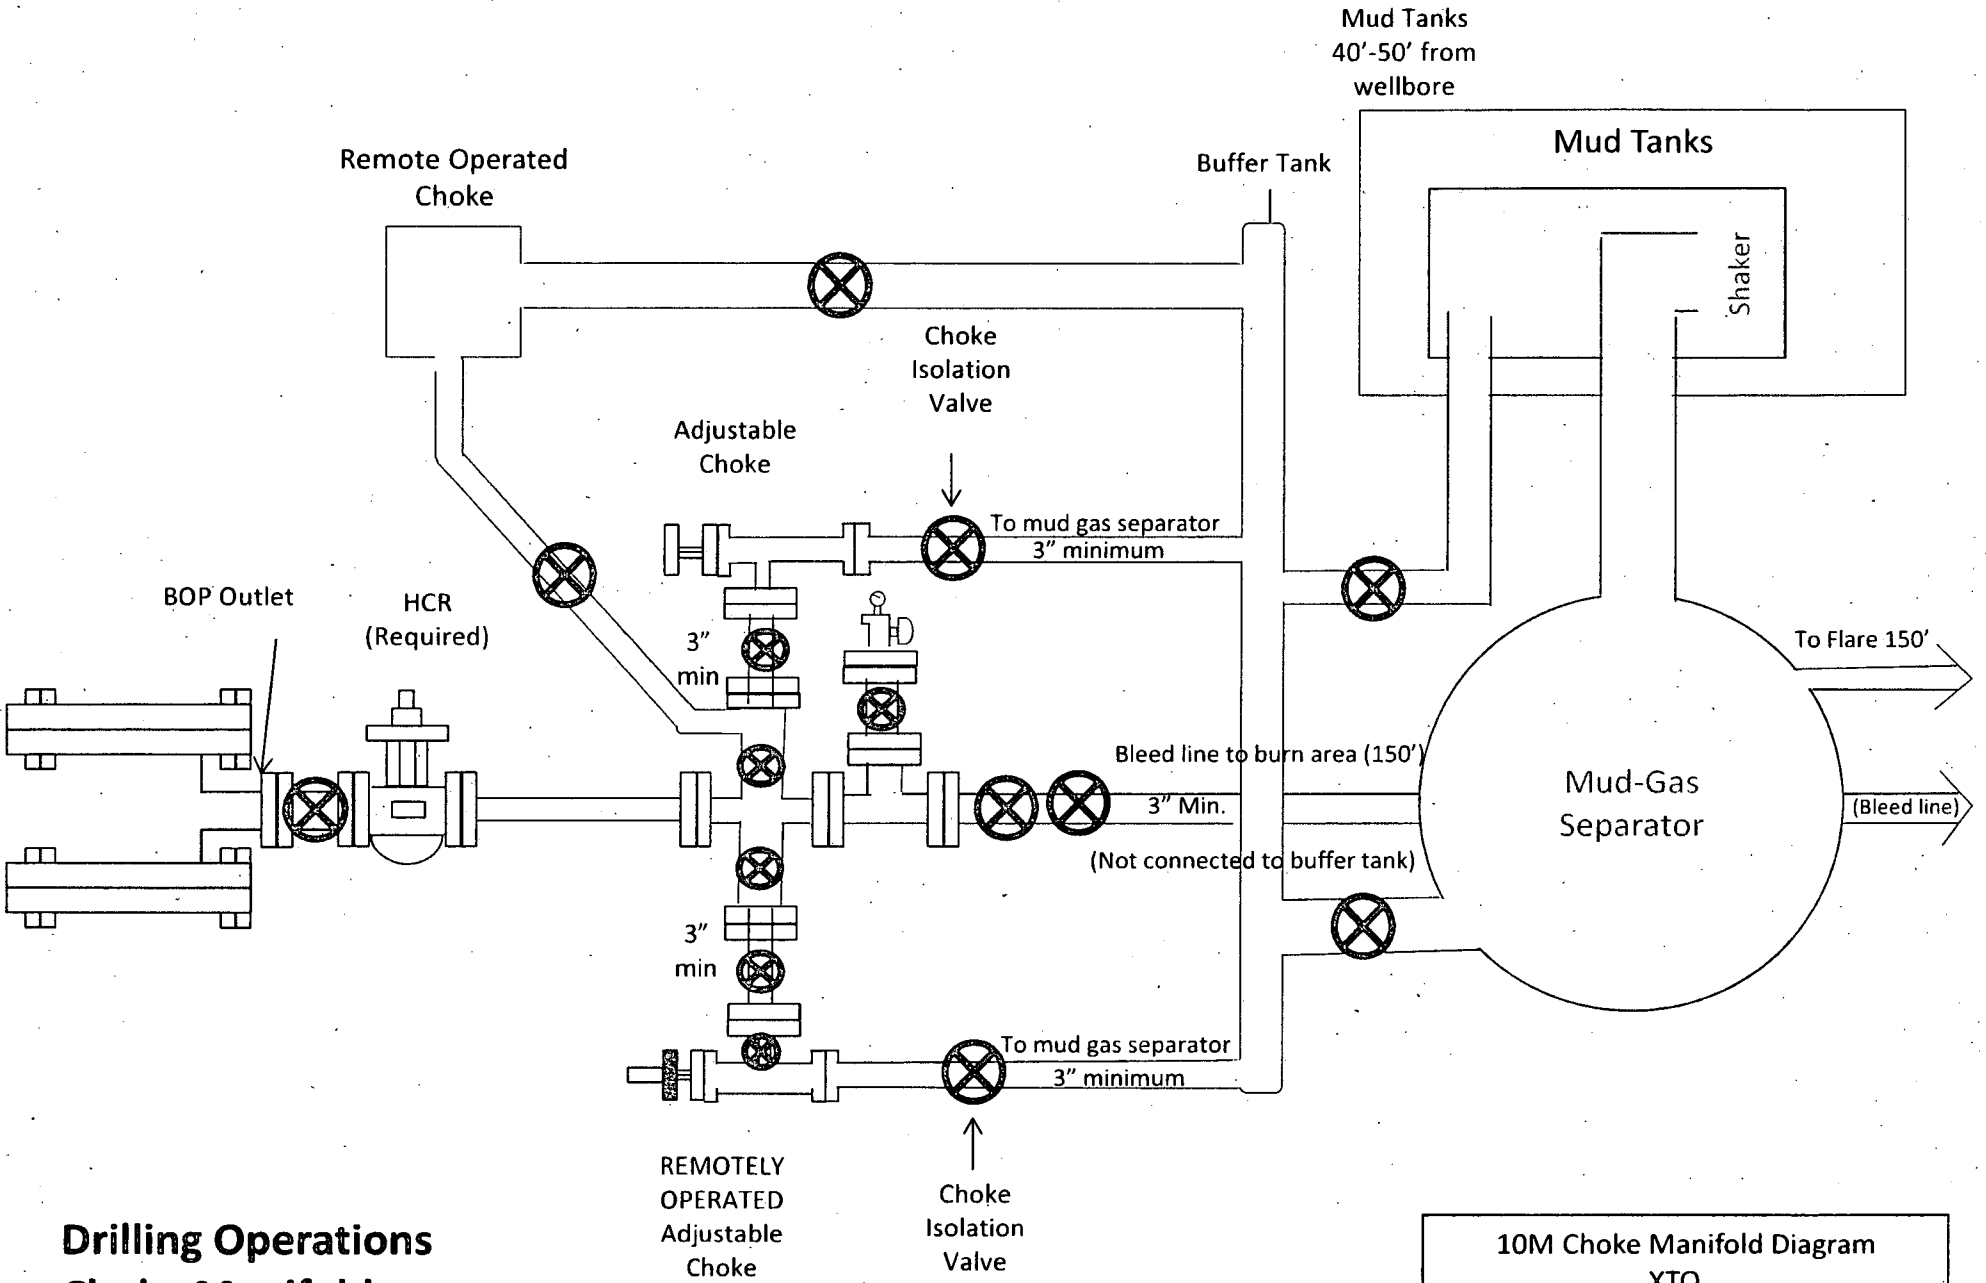 Mud Tanks
40'-50' from
wellbore
Mud Tanks
Remote Operated
Choke
Buffer Tank
Shaker
Choke
Isolation
Valve
Adjustable
Choke
To mud gas separator
3" minimum
BOP Outlet
HCR
(Required)
3"
min
To Flare 150'
Bleed line to burn area (150')
3" Min.
(Not connected to buffer tank)
Mud-Gas
Separator
(Bleed line)
3"
min
To mud gas separator
3" minimum
REMOTELY
OPERATED
Adjustable
Choke
Choke
Isolation
Valve
Drilling Operations
Choke Manifold
10M Choke Manifold Diagram
XTO